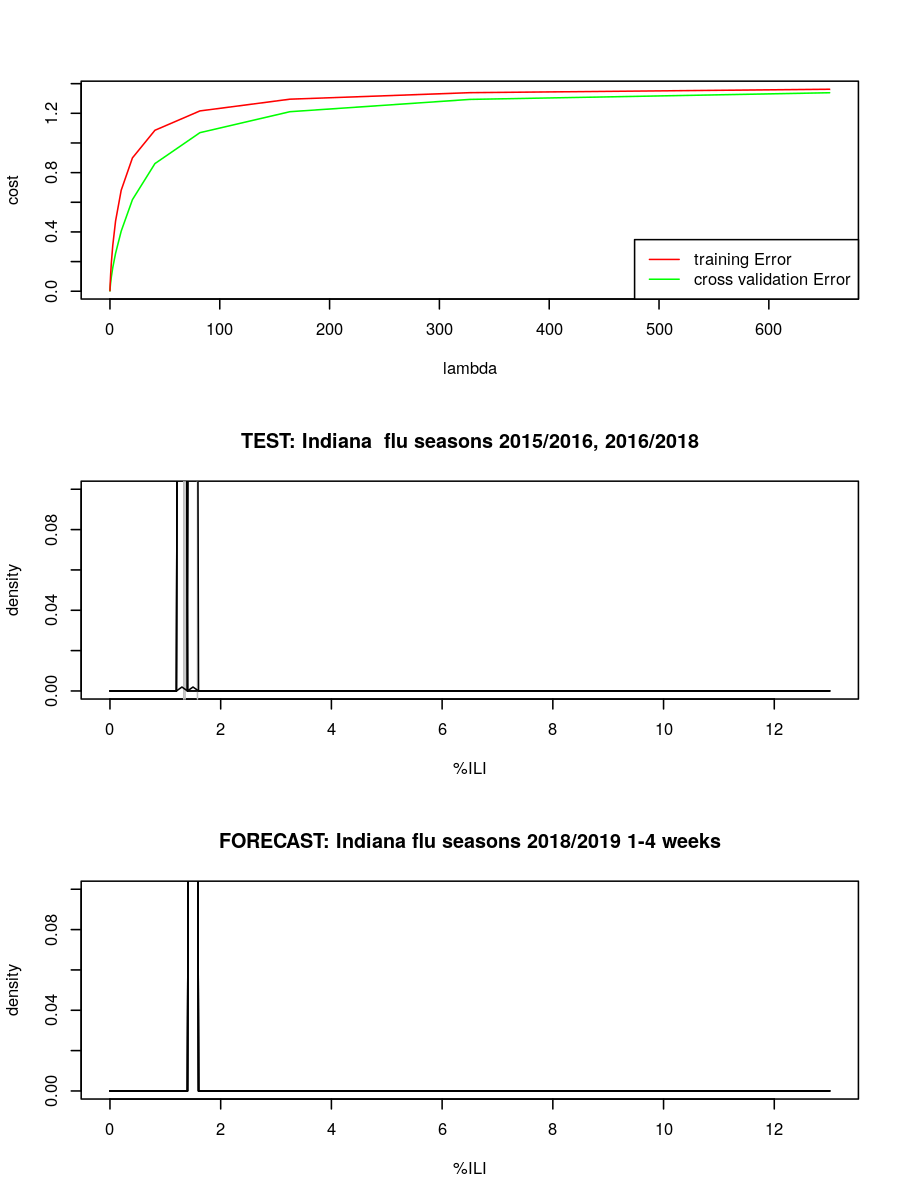 cost
0.0 0.4 0.8 1.2
training Error
cross validation Error
0 100 200 300 400 500 600
lambda
TEST: Indiana  flu seasons 2015/2016, 2016/2018
density
0.00 0.04 0.08
0 2 4 6 8 10 12
%ILI
FORECAST: Indiana flu seasons 2018/2019 1-4 weeks
density
0.00 0.04 0.08
0 2 4 6 8 10 12
%ILI